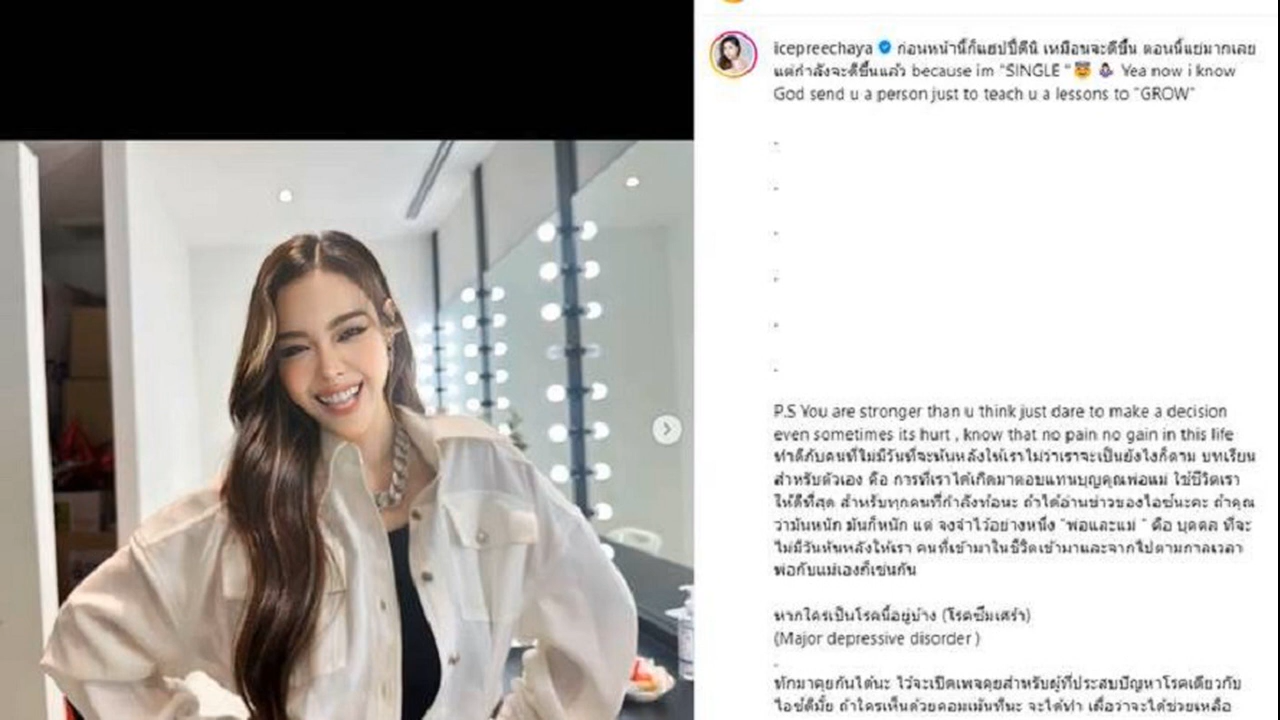 icepreechaya ก่อนหน้านี้ก็แฮปปี้ดีนิ เหมือนจะดีขึ้น ตอนนี้แย่มากเลย
แต่กำลังจะดีขึ้นแล้ว because im "SINGLE " 😇 🤷🏻‍♀️ Yea now i know
God send u a person just to teach u a lessons to "GROW"
.
.
.
.
.
.
P.S You are stronger than u think just dare to make a decision
even sometimes its hurt , know that no pain no gain in this life
ทำดีกับคนที่ไม่มีวันที่จะหันหลังให้เราไม่ว่าเราจะเป็นยังไงก็ตาม บทเรียน
สำหรับตัวเอง คือ การที่เราได้เกิดมาตอบแทนบุญคุณพ่อแม่ ใช้ชีวิตเรา
ให้ดีที่สุด สำหรับทุกคนที่กำลังท้อนะ ถ้าได้อ่านข่าวของไอซ์นะคะ ถ้าคุณ
ว่ามันหนัก มันก็หนัก แต่ จงจำไว้อย่างหนึ่ง "พ่อและแม่ " คือ บุคคล ที่จะ
ไม่มีวันหันหลังให้เรา คนที่เข้ามาในชีวิตเข้ามาและจากไปตามกาลเวลา
พ่อกับแม่เองก็เช่นกัน
หากใครเป็นโรคนี้อยู่บ้าง (โรคซึมเศร้า)
(Major depressive disorder )
.
ทักมาคุยกันได้นะ ไว้จะเปิดเพจคุยสำหรับผู้ที่ประสบปัญหาโรคเดียวกับ
ไอซ์ดีมั้ย ถ้าใครเห็นด้วยคอมเม้นทีนะ จะได้ทำ เผื่อว่าจะได้ช่วยเหลือ